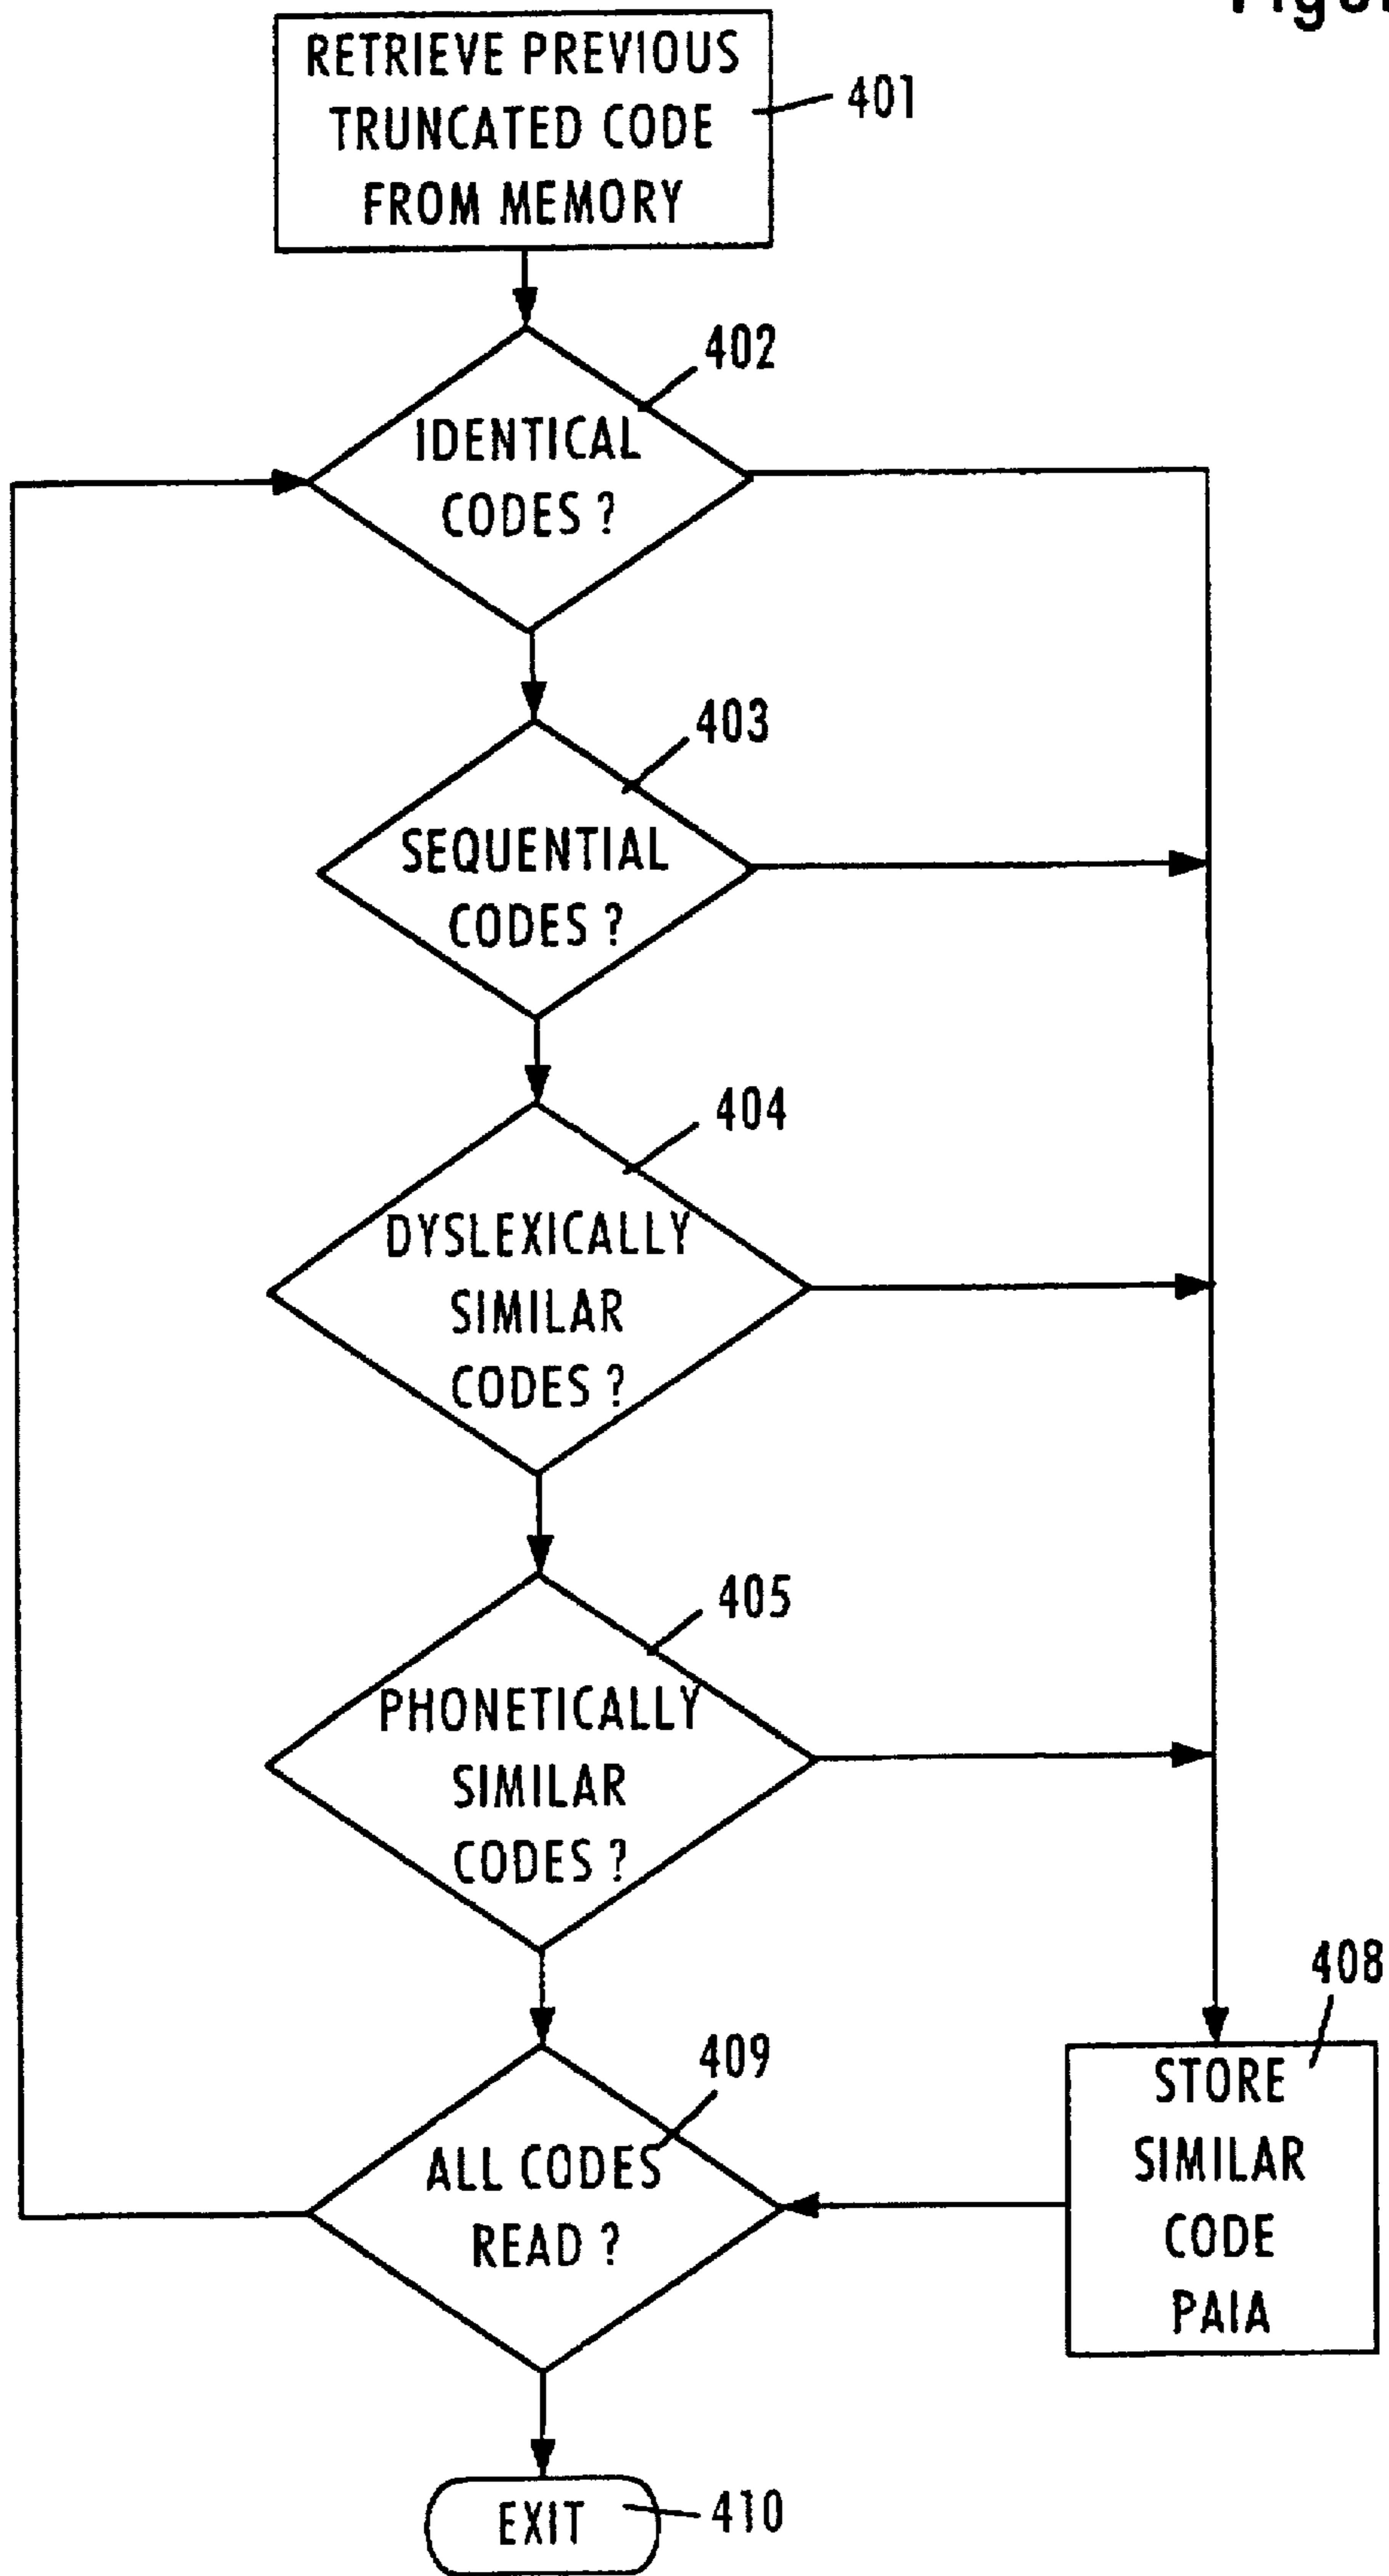 RETRIEVE PREVIOUS
TRUNCATED CODE
FROM MEMORY
401
402
IDENTICAL
CODES ?
403
SEQUENTIAL
CODES ?
404
DYSLEXICALLY
SIMILAR
CODES ?
405
PHONETICALLY
SIMILAR
CODES ?
409
ALL CODES
READ ?
408
STORE
SIMILAR
CODE
PAIA
EXIT
410